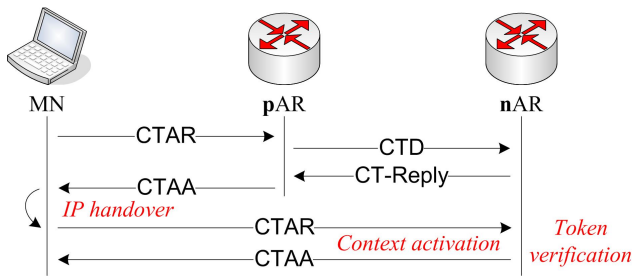 MN
pAR
nAR
CTAR
CTD
CT-Reply
CTAA
IP handover
CTAR
Context activation
Token
verification
CTAA